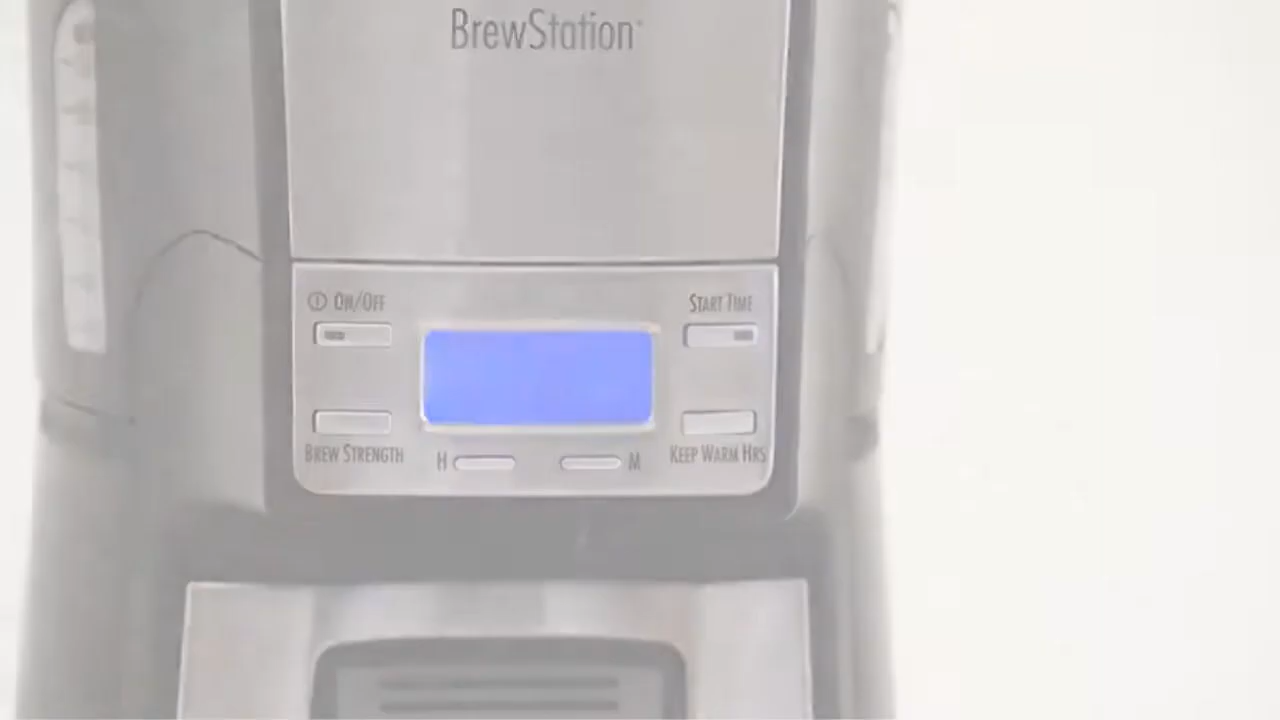 BrewStation
ON/OFF
START TIME
BREW STRENGTH
H
M
KEEP WARM HRS